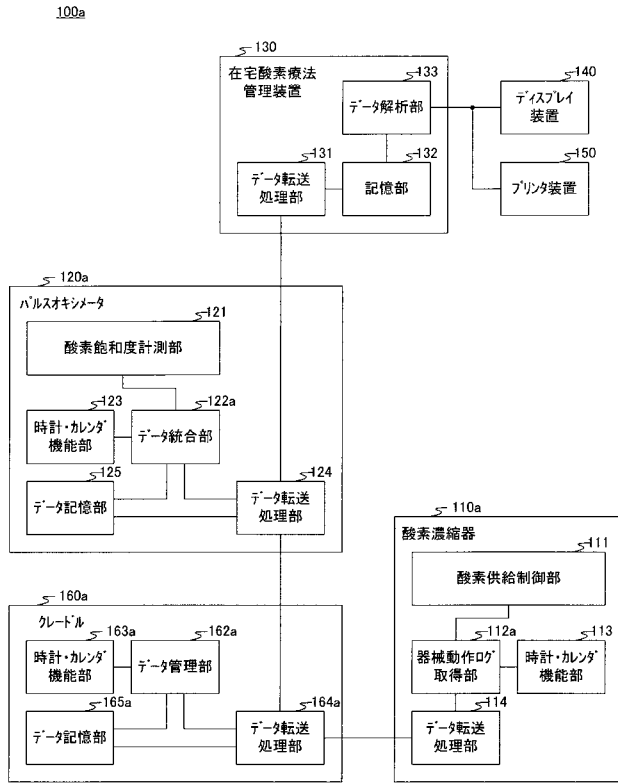 100a
130
在宅酸素療法
管理装置
133
データ解析部
140
ディスプレイ
装置
131
データ転送
処理部
132
記憶部
150
プリンタ装置
120a
パルスオキシメータ
121
酸素飽和度計測部
123
時計・カレンダ
機能部
122a
データ統合部
125
データ記憶部
124
データ転送
処理部
110a
酸素濃縮器
111
酸素供給制御部
160a
クレードル
163a
時計・カレンダ
機能部
162a
データ管理部
112a
器械動作ログ
取得部
113
時計・カレンダ
機能部
165a
データ記憶部
164a
データ転送
処理部
114
データ転送
処理部